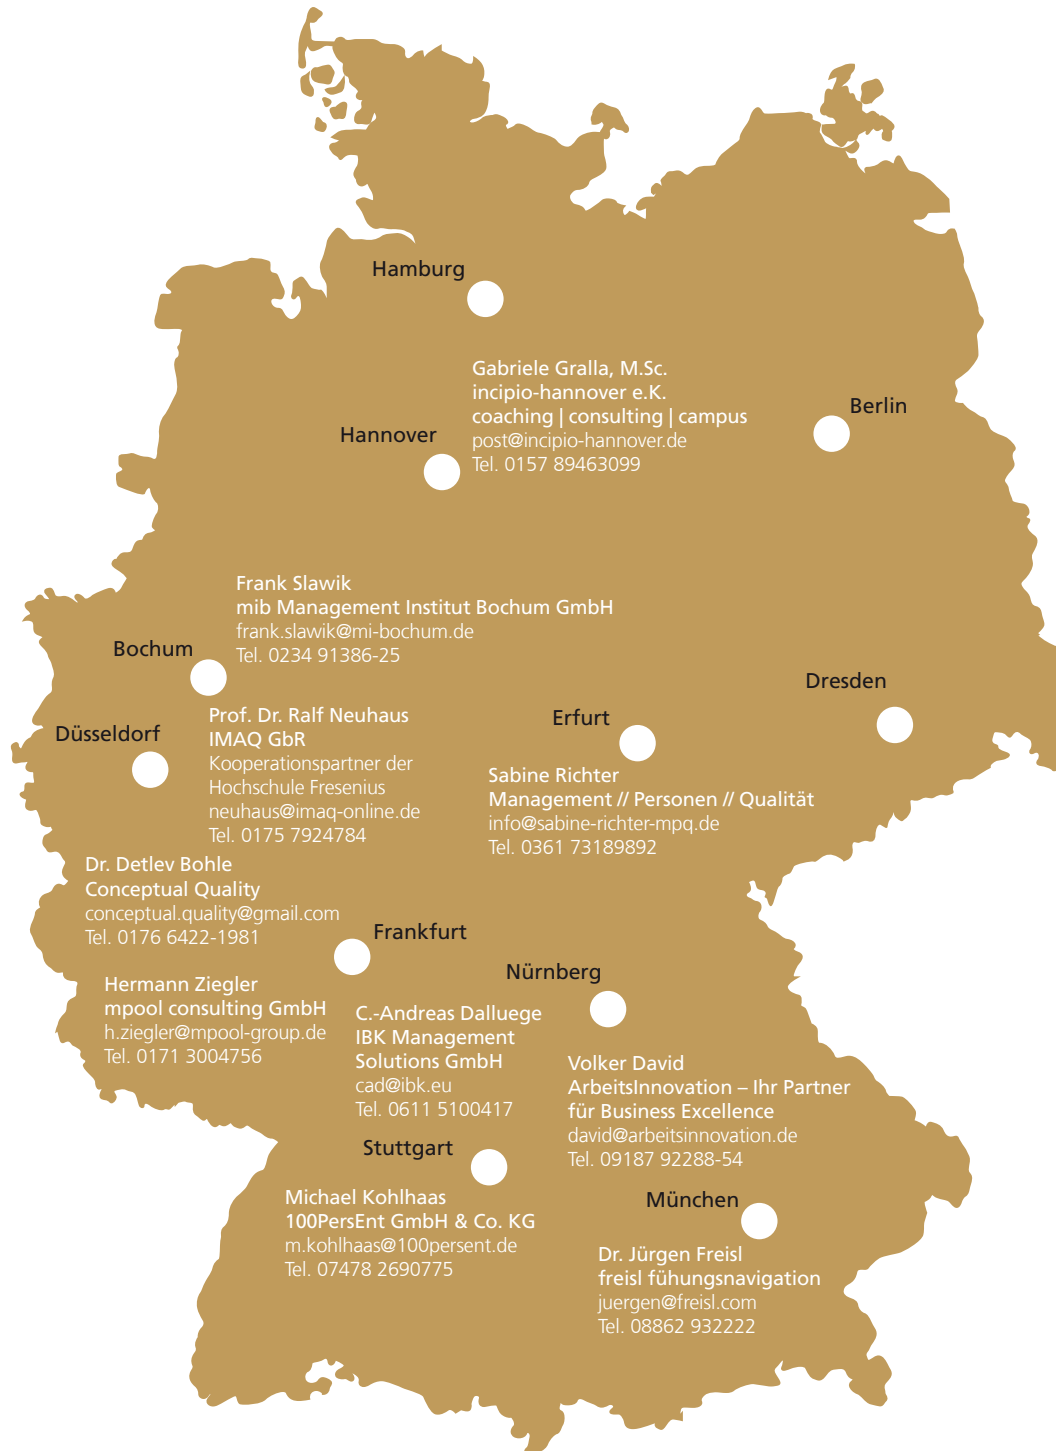 Hamburg
Gabriele Gralla, M.Sc.
incipio-hannover e.K.
coaching | consulting | campus
post@incipio-hannover.de
Tel. 0157 89463099
Berlin
Hannover
Frank Slawik
mib Management Institut Bochum GmbH
frank.slawik@mi-bochum.de
Tel. 0234 91386-25
Bochum
Dresden
Düsseldorf
Prof. Dr. Ralf Neuhaus
IMAQ GbR
Kooperationspartner der
Hochschule Fresenius
neuhaus@imaq-online.de
Tel. 0175 7924784
Erfurt
Sabine Richter
Management // Personen // Qualität
info@sabine-richter-mpq.de
Tel. 0361 73189892
Dr. Detlev Bohle
Conceptual Quality
conceptual.quality@gmail.com
Tel. 0176 6422-1981
Frankfurt
Nürnberg
Hermann Ziegler
mpool consulting GmbH
h.ziegler@mpool-group.de
Tel. 0171 3004756
C.-Andreas Dalluege
IBK Management
Solutions GmbH
cad@ibk.eu
Tel. 0611 5100417
Volker David
ArbeitsInnovation – Ihr Partner
für Business Excellence
david@arbeitsinnovation.de
Tel. 09187 92288-54
Stuttgart
Michael Kohlhaas
100PersEnt GmbH & Co. KG
m.kohlhaas@100persent.de
Tel. 07478 2690775
München
Dr. Jürgen Freisl
freisl fühungsnavigation
juergen@freisl.com
Tel. 08862 932222